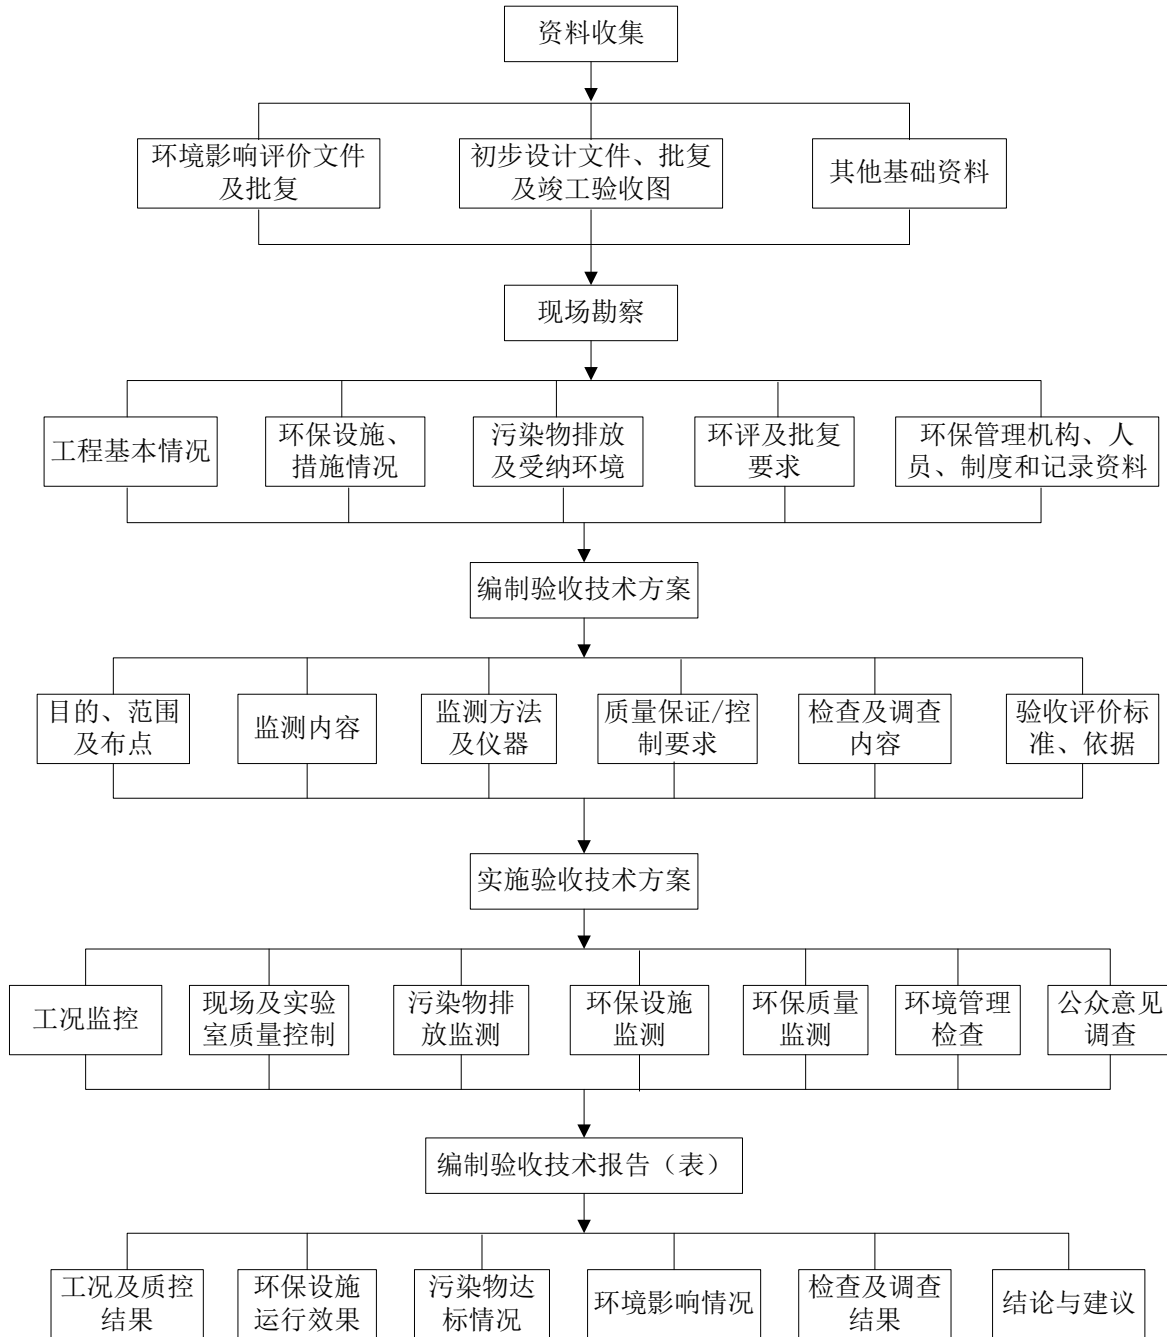 资料收集
环境影响评价文件
及批复
初步设计文件、批复
及竣工验收图
其他基础资料
现场勘察
工程基本情况
环保设施、
措施情况
污染物排放
及受纳环境
环评及批复
要求
环保管理机构、人
员、制度和记录资料
编制验收技术方案
目的、范围
及布点
监测内容
监测方法
及仪器
质量保证/控
制要求
检查及调查
内容
验收评价标
准、依据
实施验收技术方案
工况监控
现场及实验
室质量控制
污染物排
放监测
环保设施
监测
环保质量
监测
环境管理
检查
公众意见
调查
编制验收技术报告（表）
工况及质控
结果
环保设施
运行效果
污染物达
标情况
环境影响情况
检查及调查
结果
结论与建议